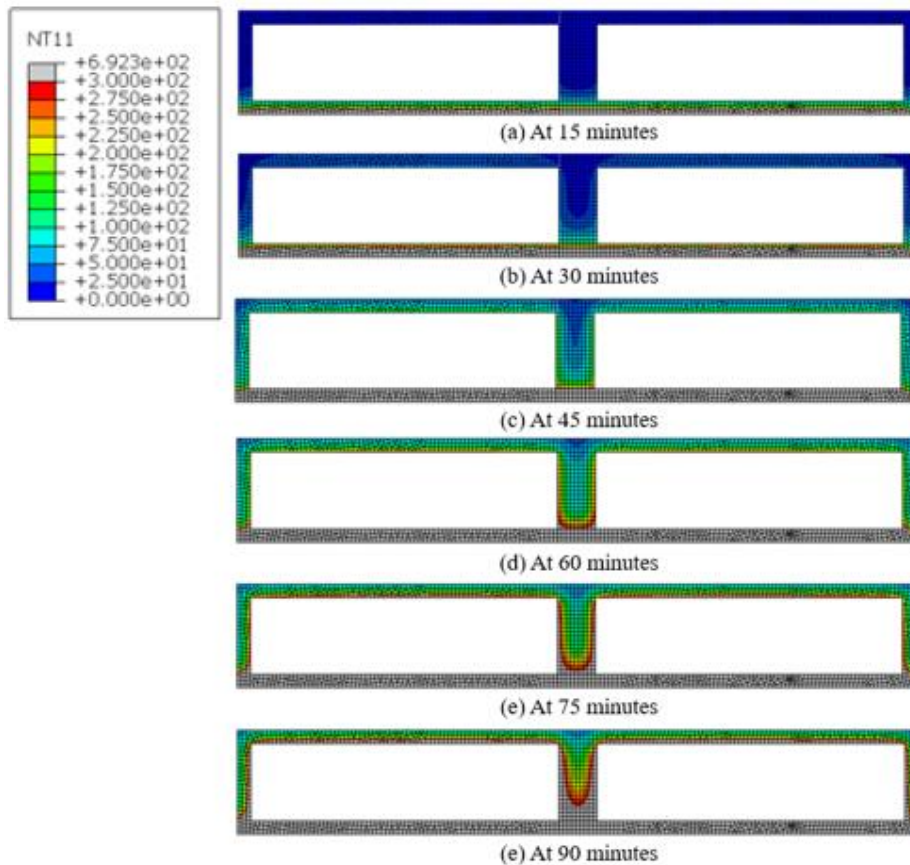 NT11
+6.923e+02
+3.000e+02
+2.750e+02
+2.500e+02
+2.250e+02
+2.000e+02
+1.750e+02
+1.500e+02
+1.250e+02
+1.000e+02
+7.500e+01
+5.000e+01
+2.500e+01
+0.000e+00
(a) At 15 minutes
(b) At 30 minutes
(c) At 45 minutes
(d) At 60 minutes
(e) At 75 minutes
(e) At 90 minutes